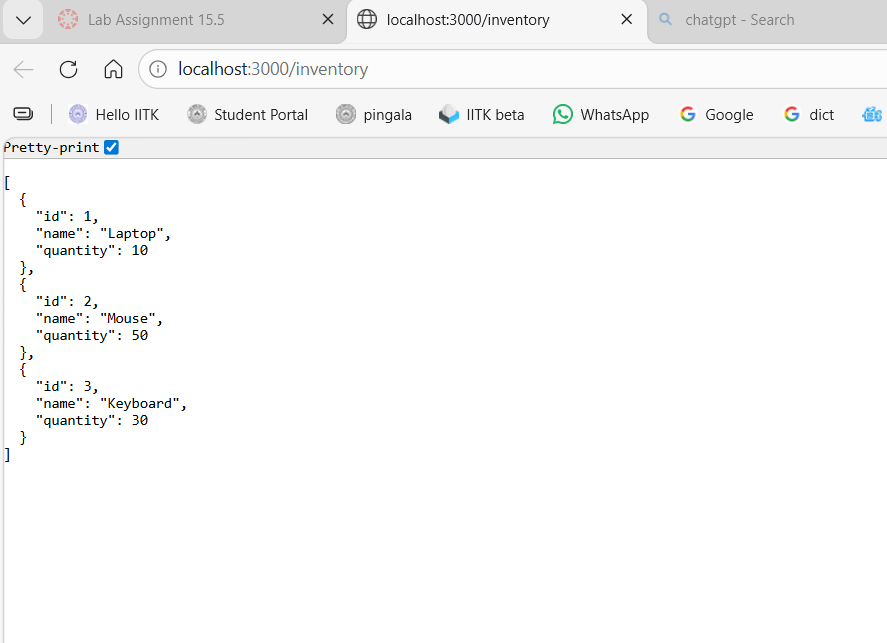 Lab Assignment 15.5
localhost:3000/inventory
chatgpt - Search
localhost:3000/inventory
Hello IITK
Student Portal
pingala
IITK beta
WhatsApp
Google
dict
Pretty-print
[
  {
    "id": 1,
    "name": "Laptop",
    "quantity": 10
  },
  {
    "id": 2,
    "name": "Mouse",
    "quantity": 50
  },
  {
    "id": 3,
    "name": "Keyboard",
    "quantity": 30
  }
]